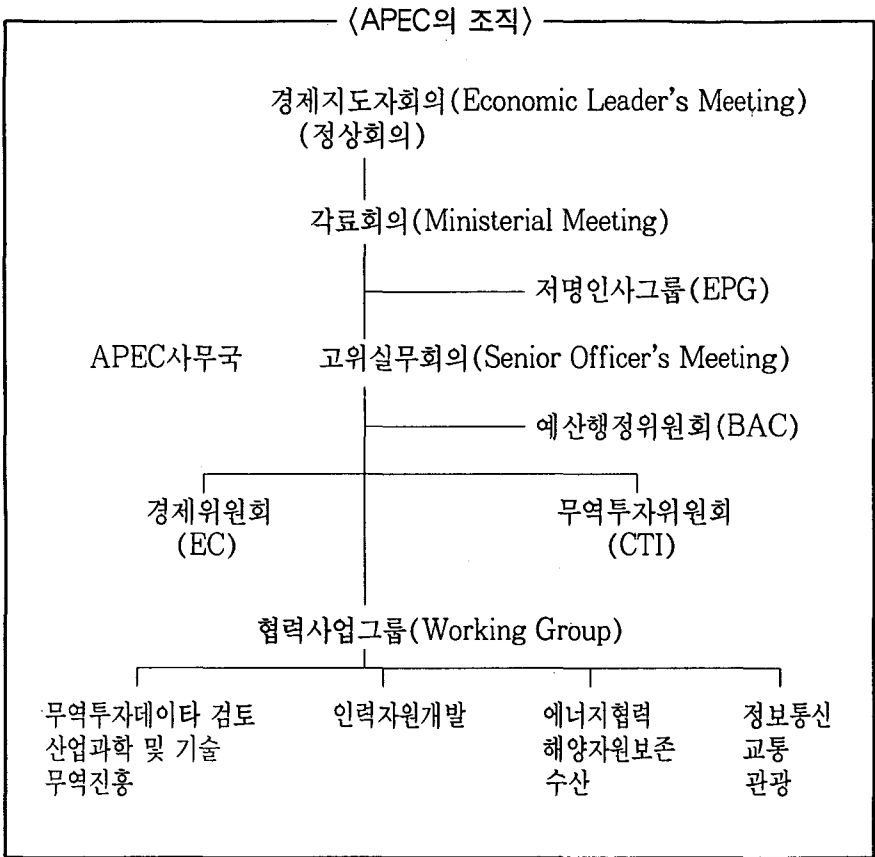 〈APEC의 조직〉
경제지도자회의(Economic Leader's Meeting)
(정상회의)
각료회의(Ministerial Meeting)
저명인사그룹(EPG)
APEC사무국 고위실무회의(Senior Officer's Meeting)
예산행정위원회(BAC)
경제위원회 무역투자위원회
(EC) (CTI)
협력사업그룹(Working Group)
무역투자데이타 검토 인력자원개발 에너지협력 정보통신
산업과학 및 기술 해양자원보존 교통
무역진흥 수산 관광